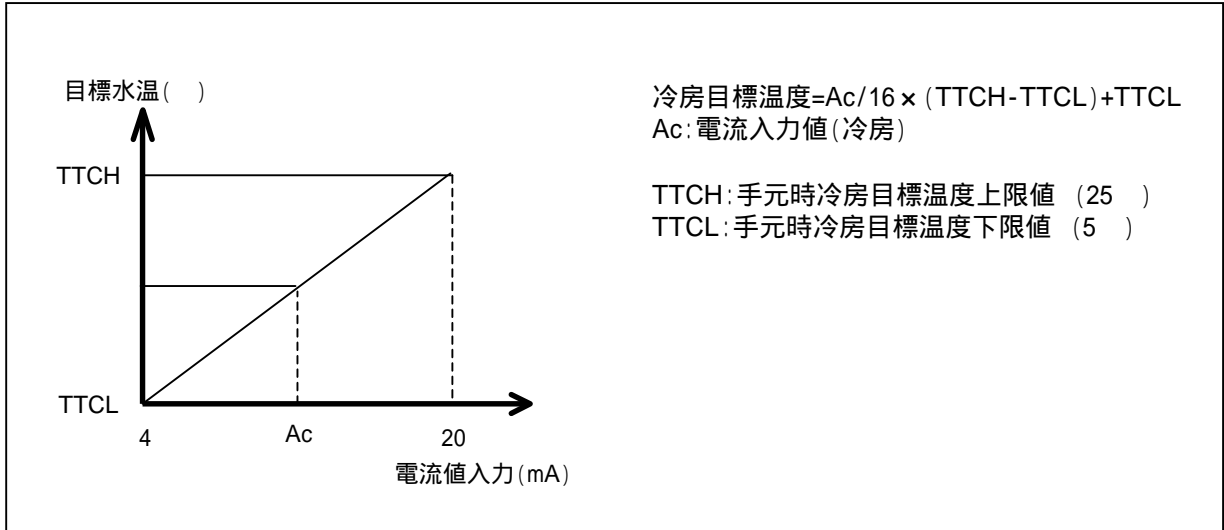 目標水温(　)
TTCH
TTCL
4
Ac
20
電流値入力(mA)
冷房目標温度=Ac/16×(TTCH-TTCL)+TTCL
Ac:電流入力値(冷房)
TTCH:手元時冷房目標温度上限値 (25　)
TTCL:手元時冷房目標温度下限値 (5　)